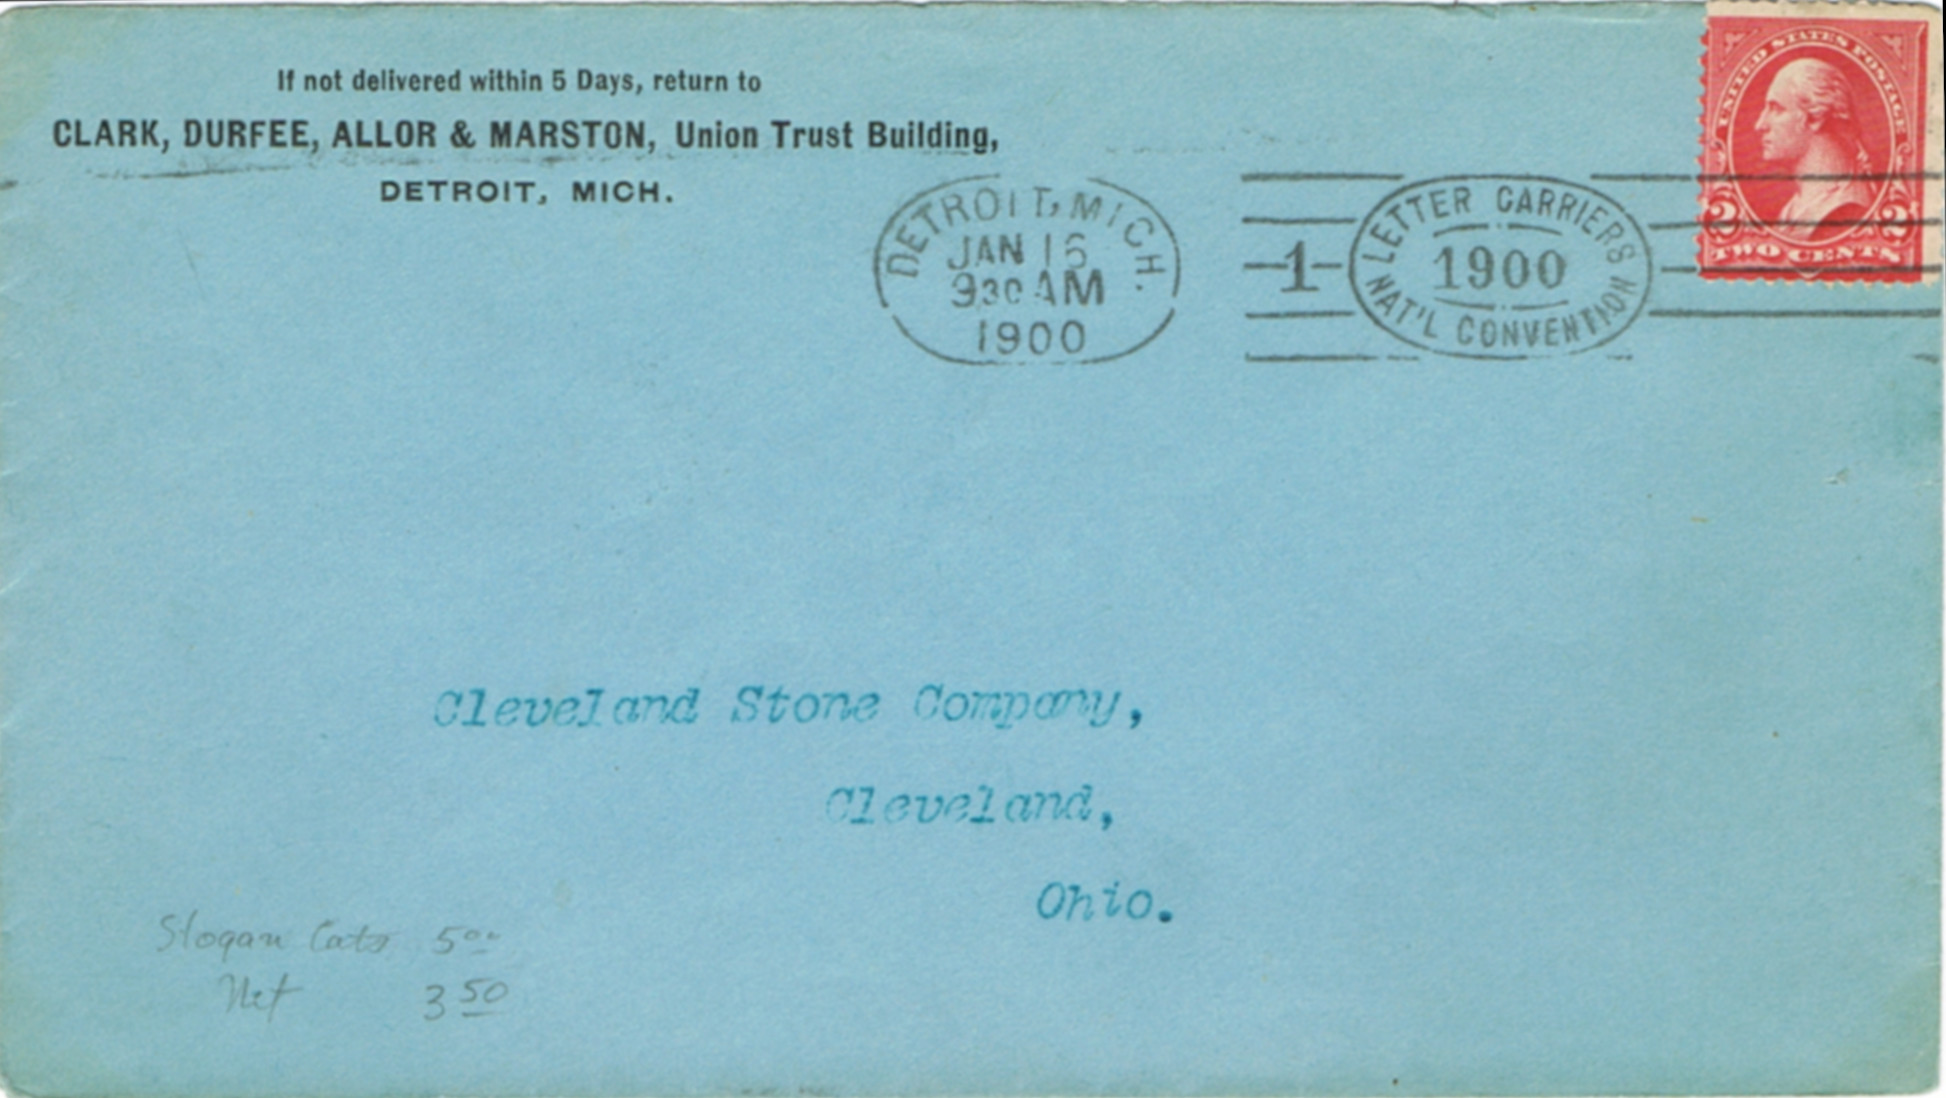 If not delivered within 5 Days, return to
CLARK, DURFEE, ALLOR & MARSTON, Union Trust Building,
DETROIT, MICH.
UNITED STATES POSTAGE
2 2
TWO CENTS
DETROIT, MICH.
JAN 16
930 AM
1900
1
LETTER CARRIERS
1900
NAT'L CONVENTION
Cleveland Stone Company,
Cleveland,
Ohio.
Slogan Cats 5 00
Net 3 50